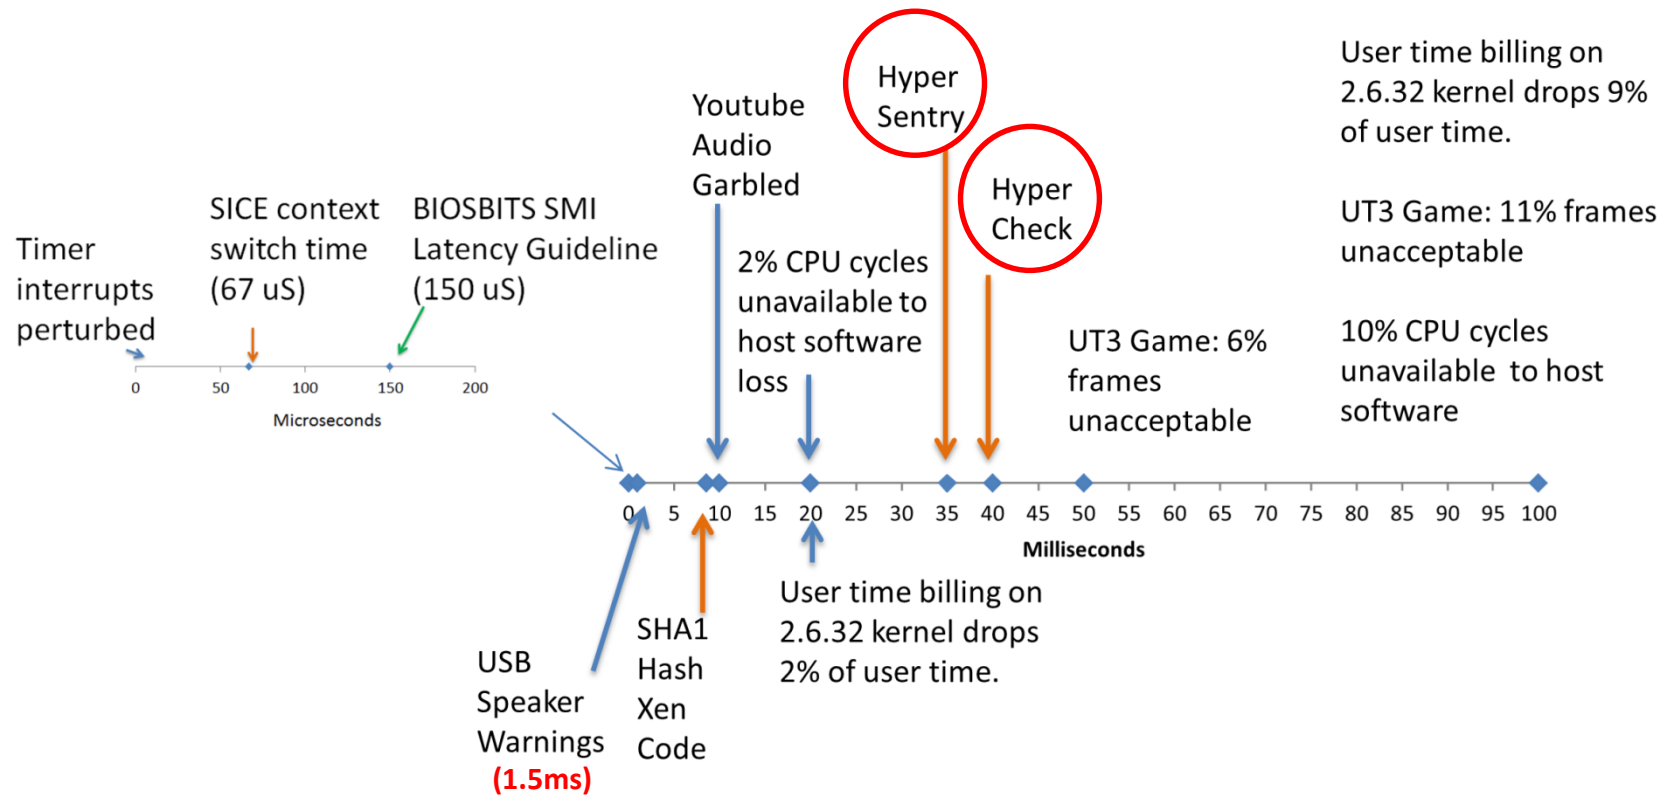 Timer
interrupts
perturbed
SICE context
switch time
(67 uS)
BIOSBITS SMI
Latency Guideline
(150 uS)
0 50 100 150 200
Microseconds
Youtube
Audio
Garbled
2% CPU cycles
unavailable to
host software
loss
Hyper
Sentry
Hyper
Check
UT3 Game: 6%
frames
unacceptable
User time billing on
2.6.32 kernel drops 9%
of user time.
UT3 Game: 11% frames
unacceptable
10% CPU cycles
unavailable to host
software
0 5 10 15 20 25 30 35 40 45 50 55 60 65 70 75 80 85 90 95 100
Milliseconds
USB
Speaker
Warnings
(1.5ms)
SHA1
Hash
Xen
Code
User time billing on
2.6.32 kernel drops
2% of user time.